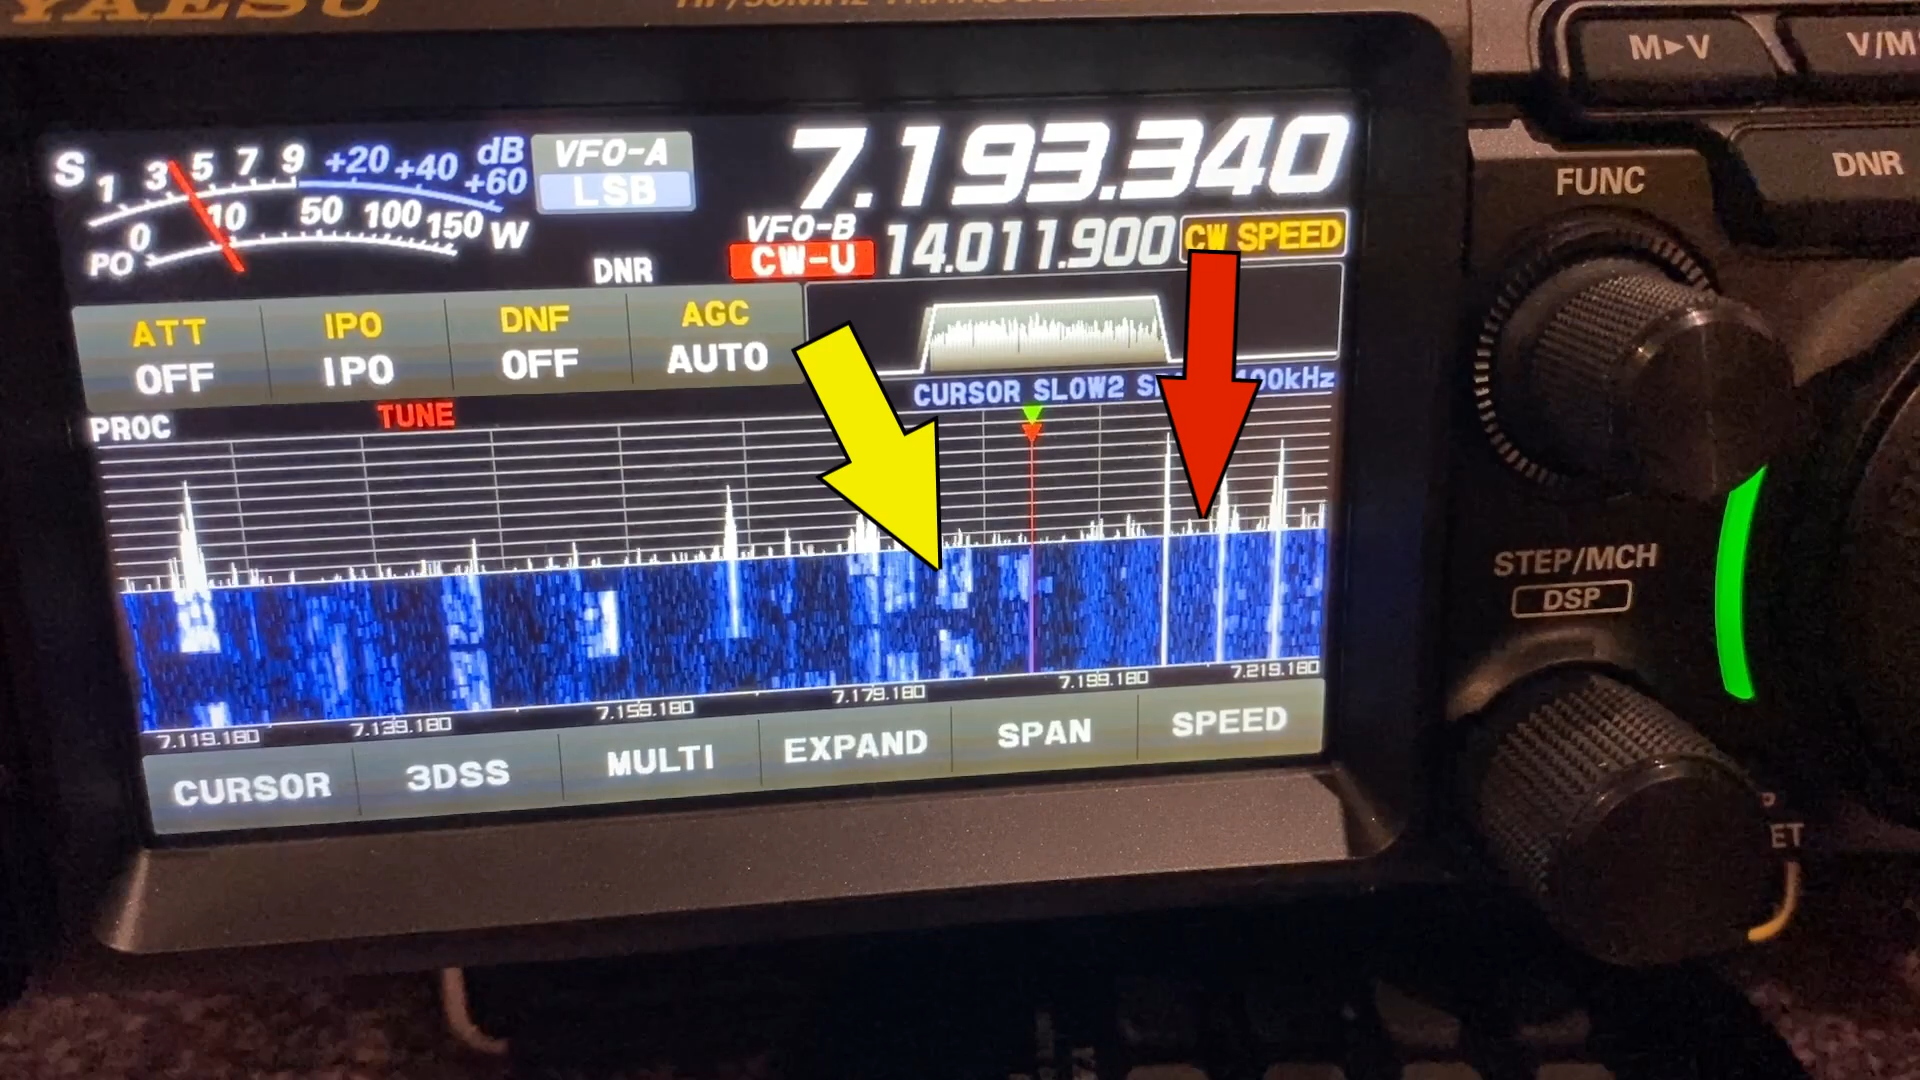 YAESU
HF/50MHz
M►V
FUNC
DNR
S 1 3 5 7 9 +20 +40 +60 dB
PO 0 10 50 100 150 W
VFO-A
LSB
7.193.340
DNR
VFO-B
CW-U
14.011.900
CW SPEED
ATT
OFF
IPO
IPO
DNF
OFF
AGC
AUTO
CURSOR SLOW2
PROC
TUNE
7.119.180 7.139.180 7.159.180 7.179.180 7.199.180 7.219.180
CURSOR 3DSS MULTI EXPAND SPAN SPEED
STEP/MCH
DSP